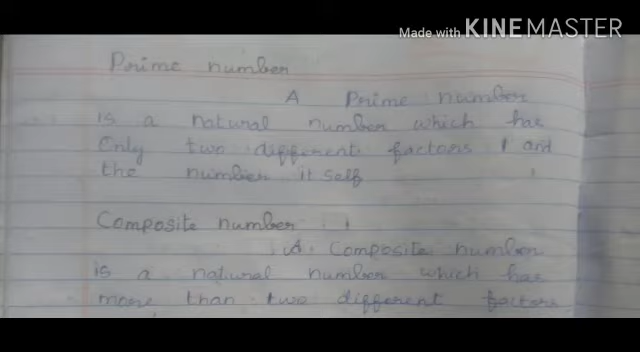 Made with KINEMASTER
Prime number
A Prime number
is a natural number which has
Only two different factors 1 and
the number it self
Composite number
A Composite number
is a natural number which has
more than two different factors